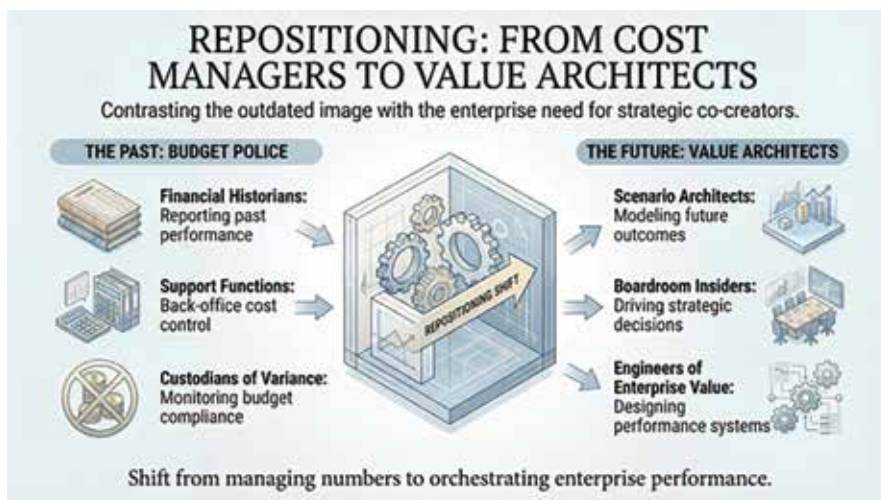 REPOSITIONING: FROM COST
MANAGERS TO VALUE ARCHITECTS
Contrasting the outdated image with the enterprise need for strategic co-creators.
THE PAST: BUDGET POLICE
Financial Historians:
Reporting past
performance
Support Functions:
Back-office cost
control
Custodians of Variance:
Monitoring budget
compliance
REPOSITIONING SHIFT
THE FUTURE: VALUE ARCHITECTS
Scenario Architects:
Modeling future
outcomes
Boardroom Insiders:
Driving strategic
decisions
Engineers of
Enterprise Value:
Designing
performance systems
Shift from managing numbers to orchestrating enterprise performance.